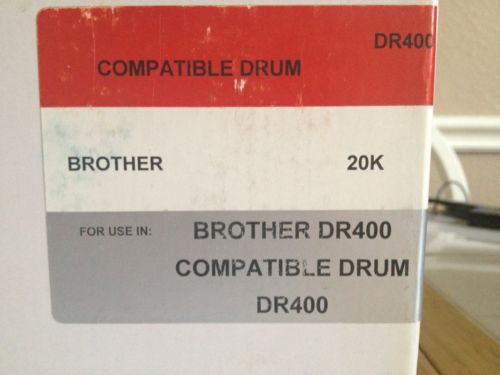 DR400
COMPATIBLE DRUM
BROTHER 20K
FOR USE IN: BROTHER DR400
COMPATIBLE DRUM
DR400